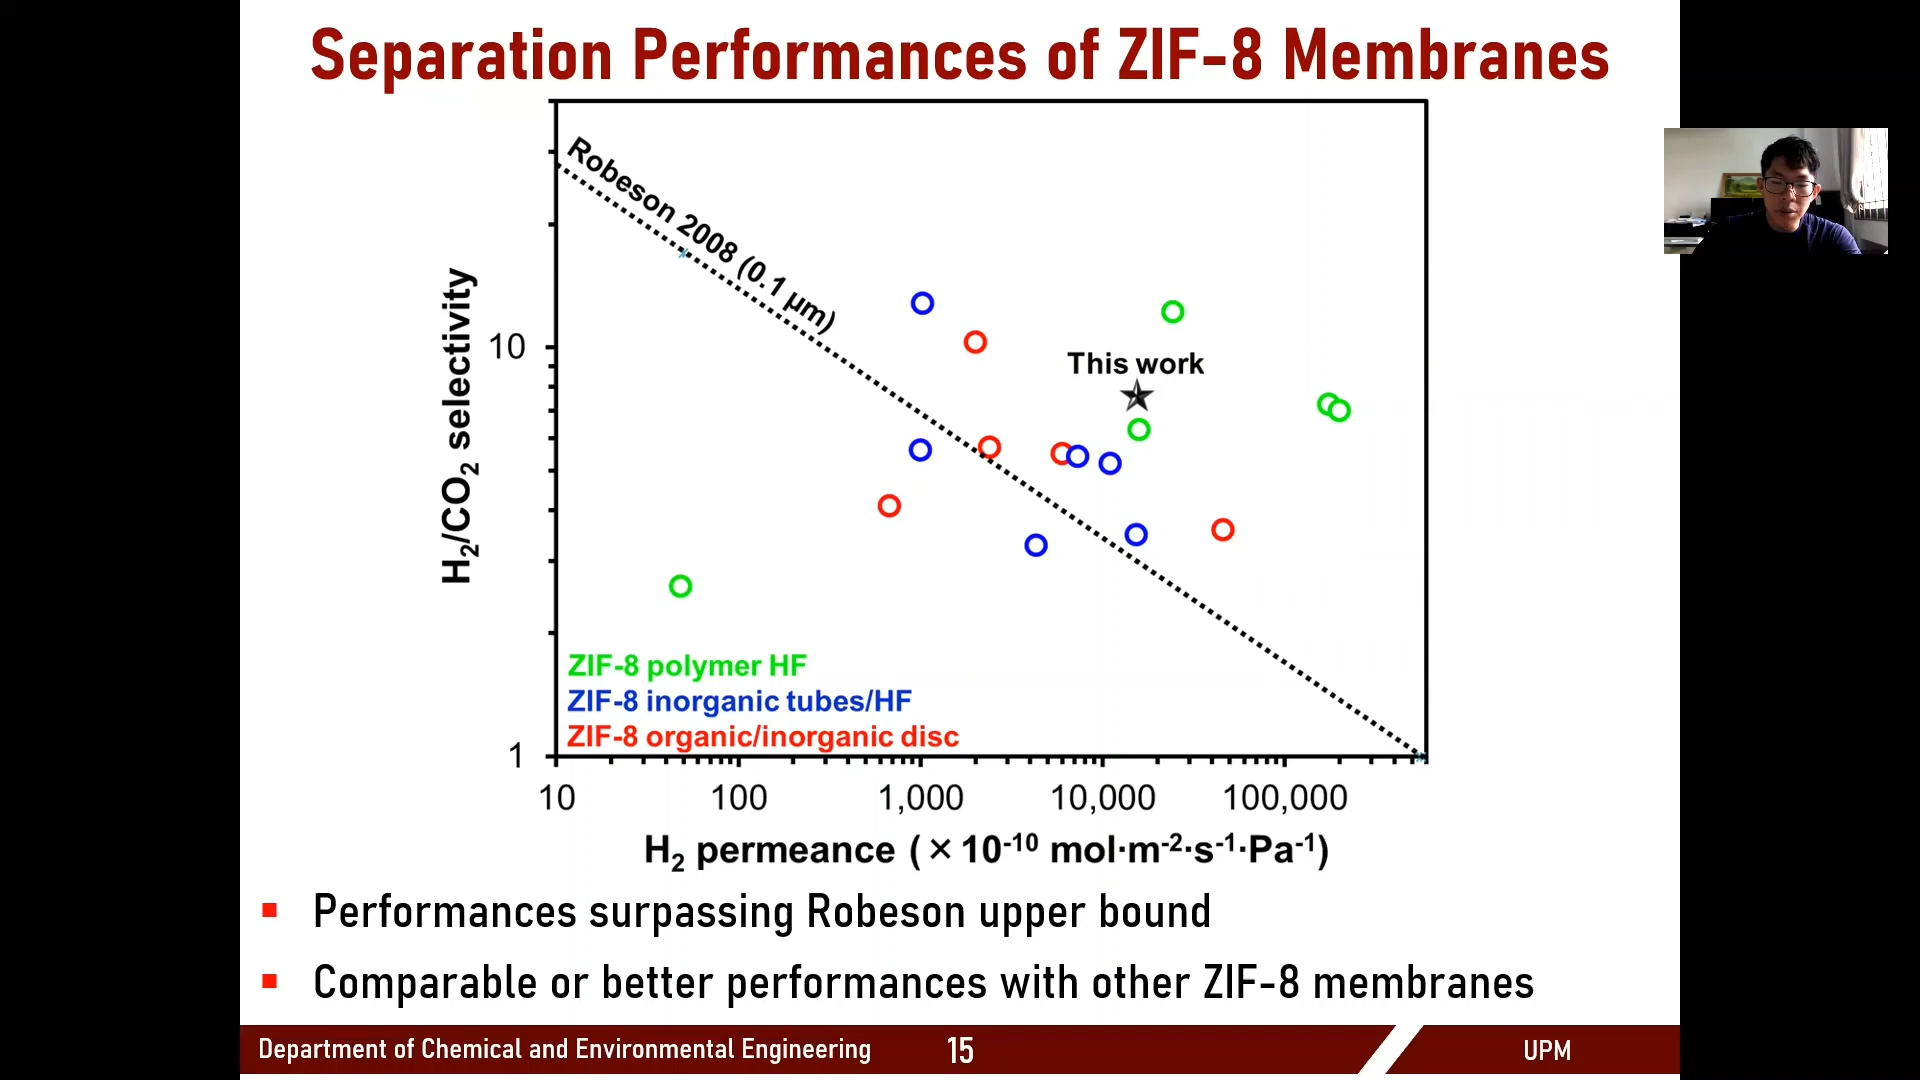 Separation Performances of ZIF-8 Membranes
Robeson 2008 (0.1 μm)
H2/CO2 selectivity
10
This work
ZIF-8 polymer HF
ZIF-8 inorganic tubes/HF
ZIF-8 organic/inorganic disc
1
10 100 1,000 10,000 100,000
H2 permeance (×10-10 mol·m-2·s-1·Pa-1)
Performances surpassing Robeson upper bound
Comparable or better performances with other ZIF-8 membranes
Department of Chemical and Environmental Engineering 15 UPM